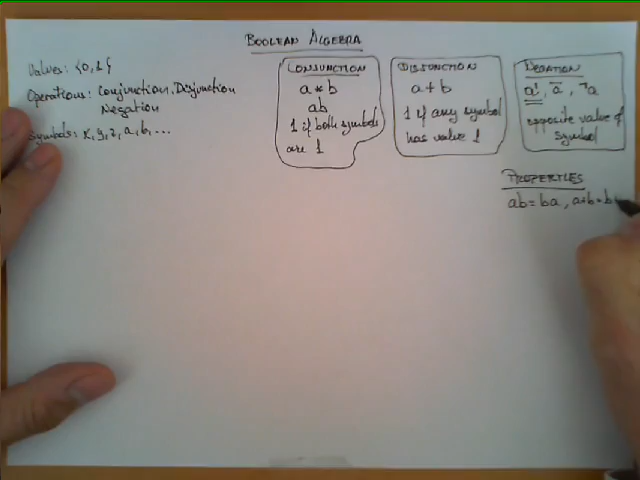 BOOLEAN ALGEBRA
Values: {0,1}
Operations: Conjunction, Disjunction
Negation
Symbols: x, y, z, a, b, ...
CONJUNCTION
a * b
ab
1 if both symbols
are 1
DISJUNCTION
a + b
1 if any symbol
has value 1
NEGATION
a', a̅, ¬a
opposite value of
symbol
PROPERTIES
ab = ba, a+b = b